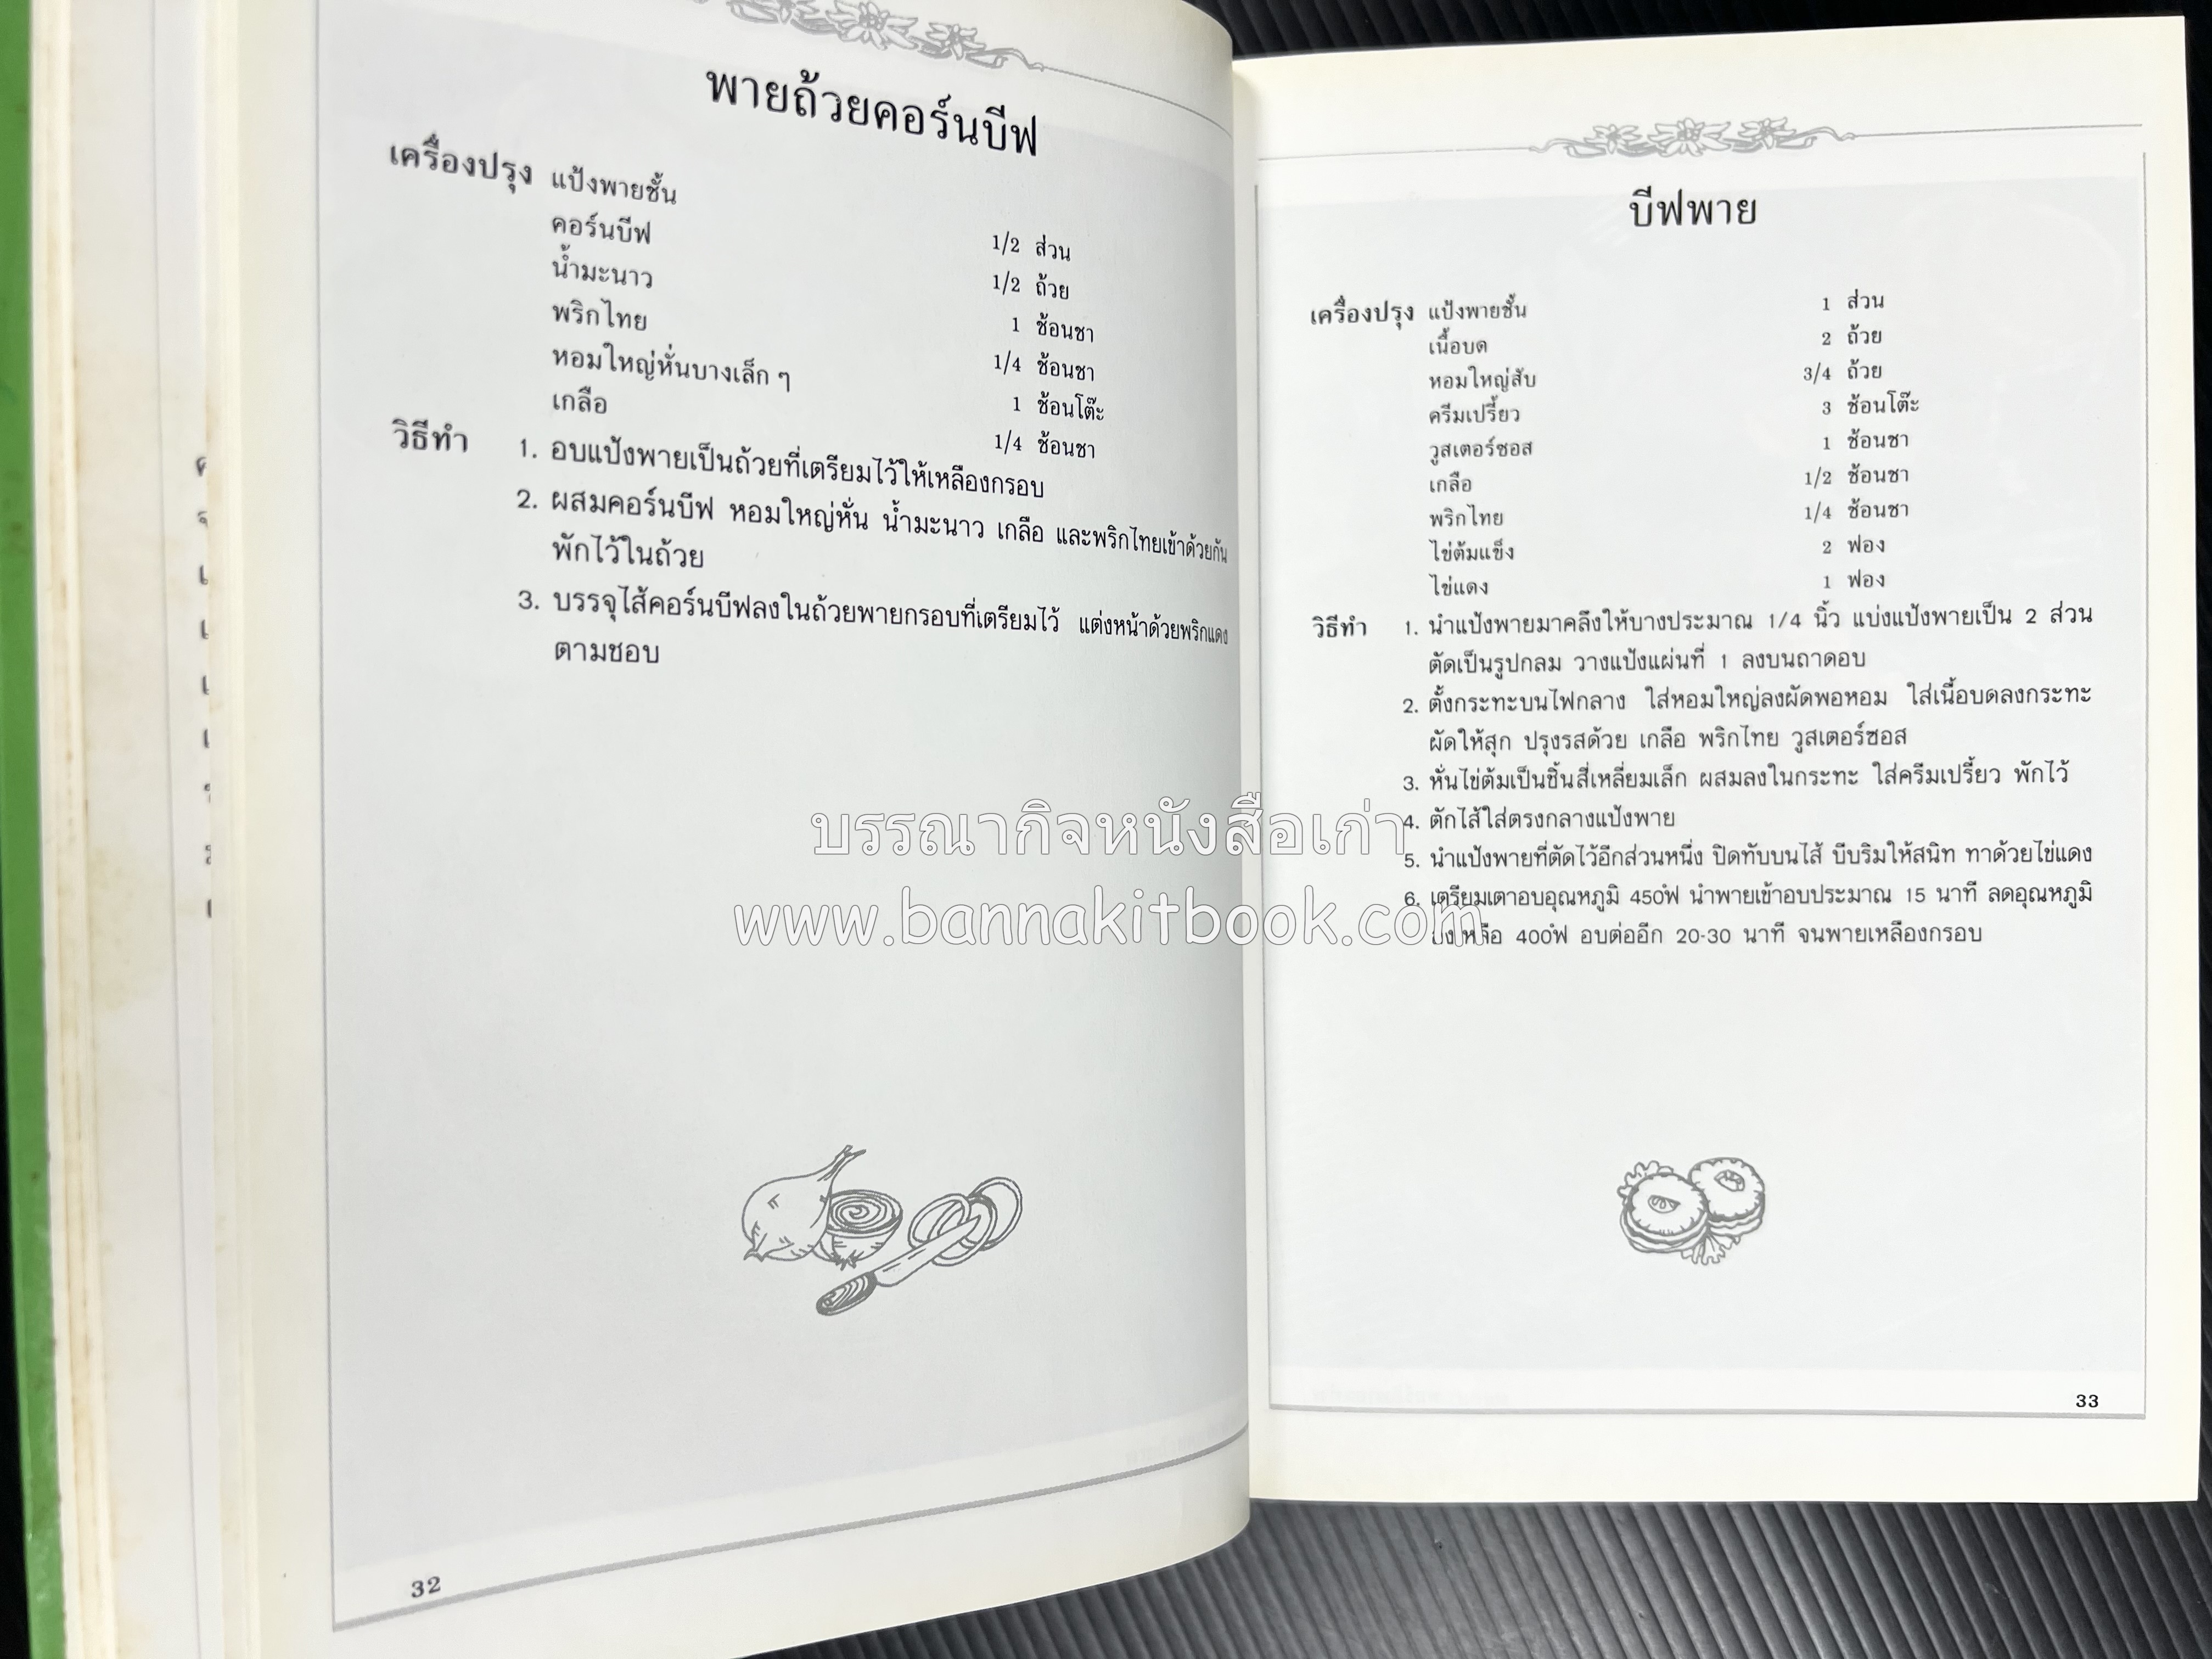 พายถ้วยคอร์นบีฟ
เครื่องปรุง แป้งพายชั้น 1/2 ส่วน
คอร์นบีฟ 1/2 ถ้วย
น้ำมะนาว 1 ช้อนชา
พริกไทย 1/4 ช้อนชา
หอมใหญ่หั่นบางเล็ก ๆ 1 ช้อนโต๊ะ
เกลือ 1/4 ช้อนชา
วิธีทำ 1. อบแป้งพายเป็นถ้วยที่เตรียมไว้ให้เหลืองกรอบ
2. ผสมคอร์นบีฟ หอมใหญ่หั่น น้ำมะนาว เกลือ และพริกไทยเข้าด้วยกัน
พักไว้ในถ้วย
3. บรรจุไส้คอร์นบีฟลงในถ้วยพายกรอบที่เตรียมไว้ แต่งหน้าด้วยพริกแดง
ตามชอบ
32
บีฟพาย
เครื่องปรุง แป้งพายชั้น 1 ส่วน
เนื้อบด 2 ถ้วย
หอมใหญ่สับ 3/4 ถ้วย
ครีมเปรี้ยว 3 ช้อนโต๊ะ
วูสเตอร์ซอส 1 ช้อนชา
เกลือ 1/2 ช้อนชา
พริกไทย 1/4 ช้อนชา
ไข่ต้มแข็ง 2 ฟอง
ไข่แดง 1 ฟอง
วิธีทำ 1. นำแป้งพายมาคลึงให้บางประมาณ 1/4 นิ้ว แบ่งแป้งพายเป็น 2 ส่วน
ตัดเป็นรูปกลม วางแป้งแผ่นที่ 1 ลงบนถาดอบ
2. ตั้งกระทะบนไฟกลาง ใส่หอมใหญ่ลงผัดพอหอม ใส่เนื้อบดลงกระทะ
ผัดให้สุก ปรุงรสด้วย เกลือ พริกไทย วูสเตอร์ซอส
3. หั่นไข่ต้มเป็นชิ้นสี่เหลี่ยมเล็ก ผสมลงในกระทะ ใส่ครีมเปรี้ยว พักไว้
4. ตักไส้ใส่ตรงกลางแป้งพาย
5. นำแป้งพายที่ตัดไว้อีกส่วนหนึ่ง ปิดทับบนไส้ บีบริมให้สนิท ทาด้วยไข่แดง
6. เตรียมเตาอบอุณหภูมิ 450°ฟ นำพายเข้าอบประมาณ 15 นาที ลดอุณหภูมิ
ลงเหลือ 400°ฟ อบต่ออีก 20-30 นาที จนพายเหลืองกรอบ
33
บรรณากิจหนังสือเก่า
www.bannakitbook.com